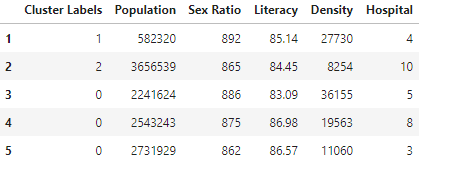 Cluster Labels Population Sex Ratio Literacy Density Hospital
1 1 582320 892 85.14 27730 4
2 2 3656539 865 84.45 8254 10
3 0 2241624 886 83.09 36155 5
4 0 2543243 875 86.98 19563 8
5 0 2731929 862 86.57 11060 3